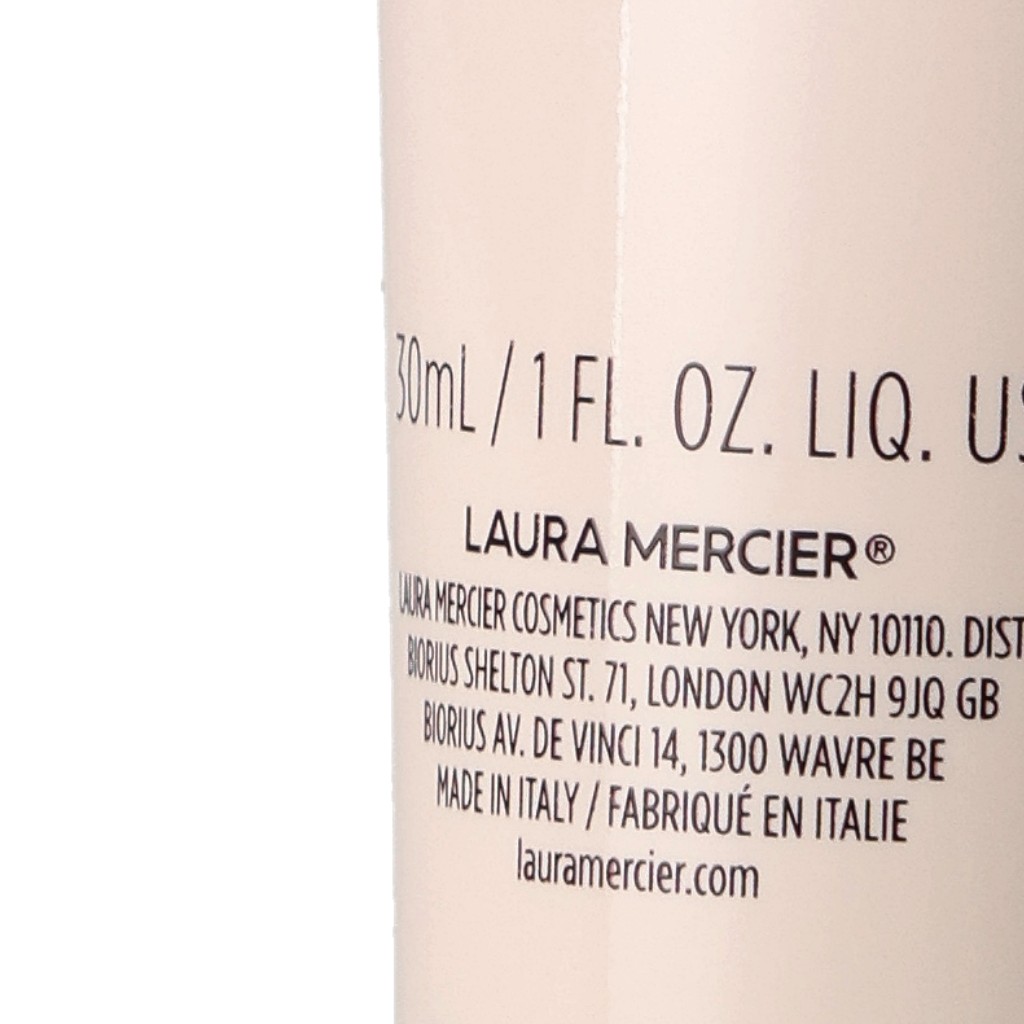 30mL / 1 FL. OZ. LIQ.
LAURA MERCIER®
LAURA MERCIER COSMETICS NEW YORK, NY 10110. DIST
BIORIUS SHELTON ST. 71, LONDON WC2H 9JQ GB
BIORIUS AV. DE VINCI 14, 1300 WAVRE BE
MADE IN ITALY / FABRIQUÉ EN ITALIE
lauramercier.com